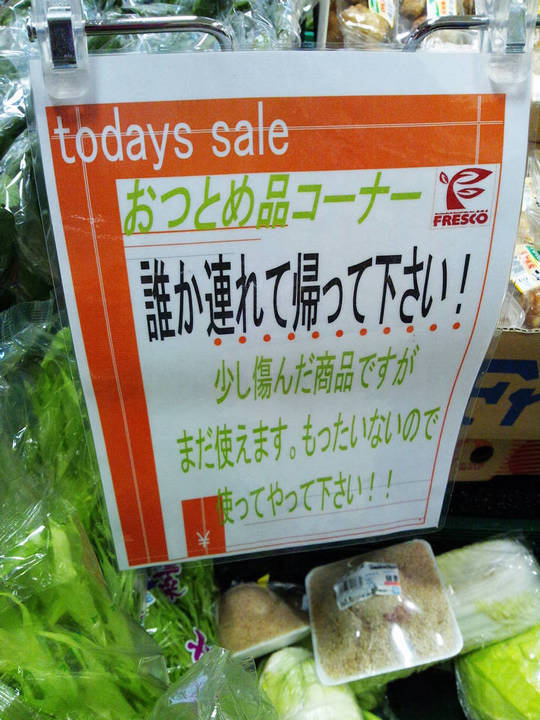 todays sale
おつとめ品コーナー
FRESCO
誰か連れて帰って下さい！
少し傷んだ商品ですが
まだ使えます。もったいないので
使ってやって下さい！！
¥